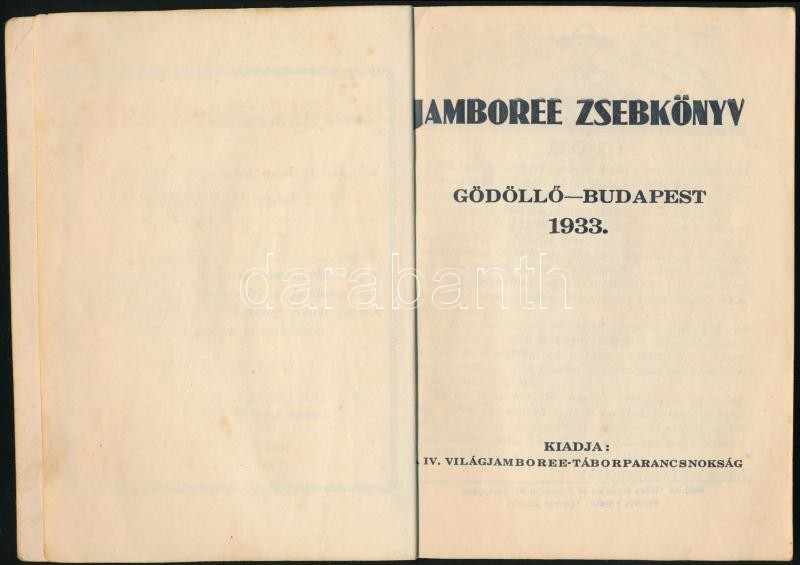 JAMBOREE ZSEBKÖNYV
GÖDÖLLŐ—BUDAPEST
1933.
darabanth
KIADJA:
A IV. VILÁGJAMBOREE-TÁBORPARANCSNOKSÁG